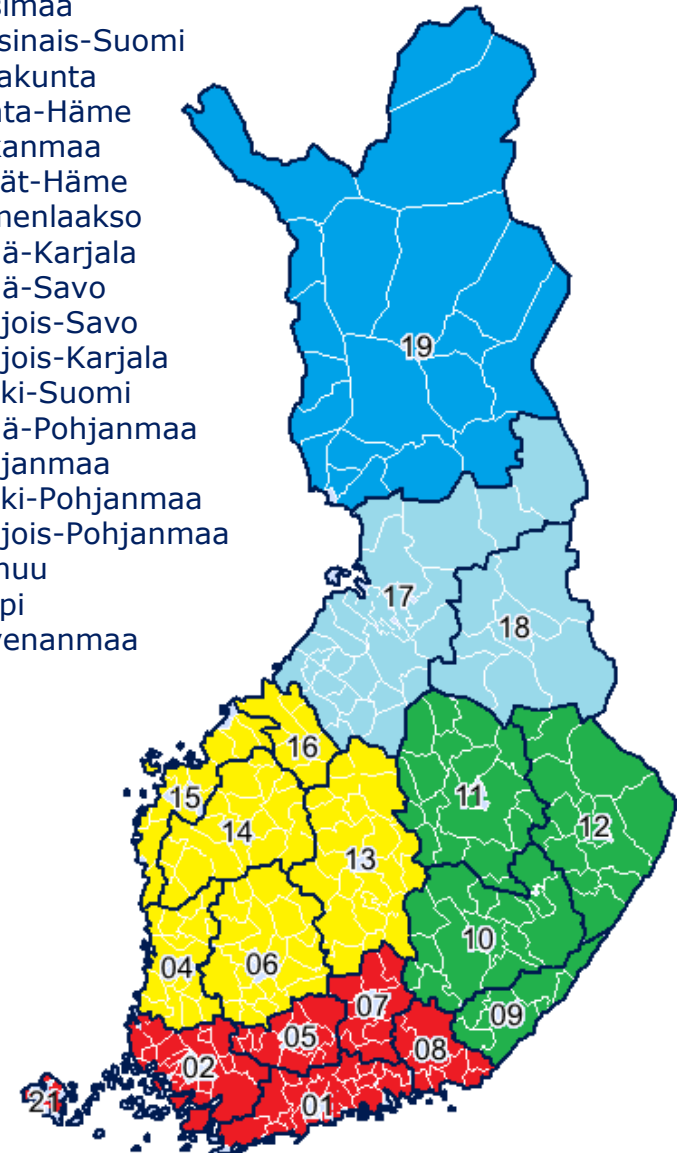 simaa
sinais-Suomi
akunta
ta-Häme
kanmaa
ät-Häme
menlaakso
ä-Karjala
ä-Savo
jois-Savo
jois-Karjala
ki-Suomi
ä-Pohjanmaa
janmaa
ki-Pohjanmaa
jois-Pohjanmaa
nuu
pi
venanmaa
19
17
18
16
15
11
14
12
13
10
04
06
07
09
05
08
02
21
01